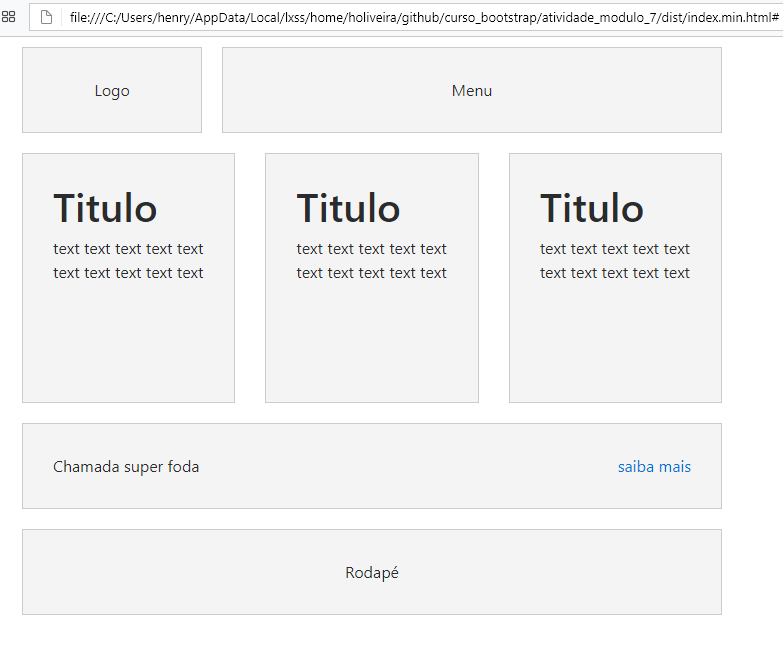 file:///C:/Users/henry/AppData/Local/lxss/home/holiveira/github/curso_bootstrap/atividade_modulo_7/dist/index.min.html#
Logo
Menu
Titulo
text text text text text
text text text text text
Titulo
text text text text text
text text text text text
Titulo
text text text text text
text text text text text
Chamada super foda
saiba mais
Rodapé